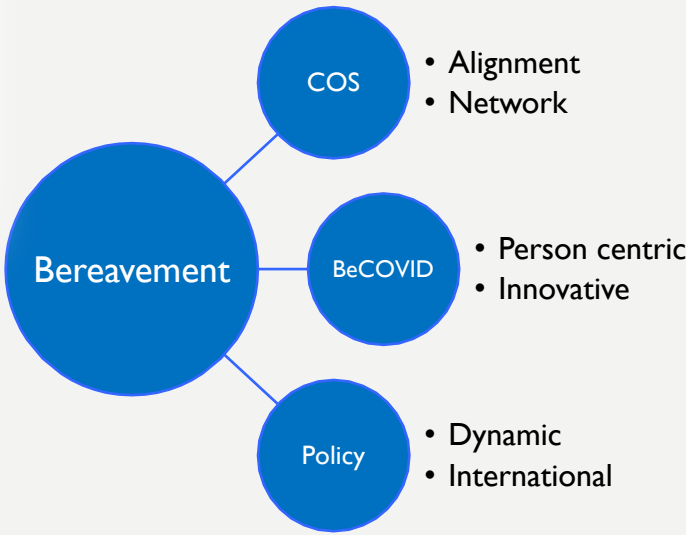 COS
• Alignment
• Network
Bereavement
BeCOVID
• Person centric
• Innovative
Policy
• Dynamic
• International